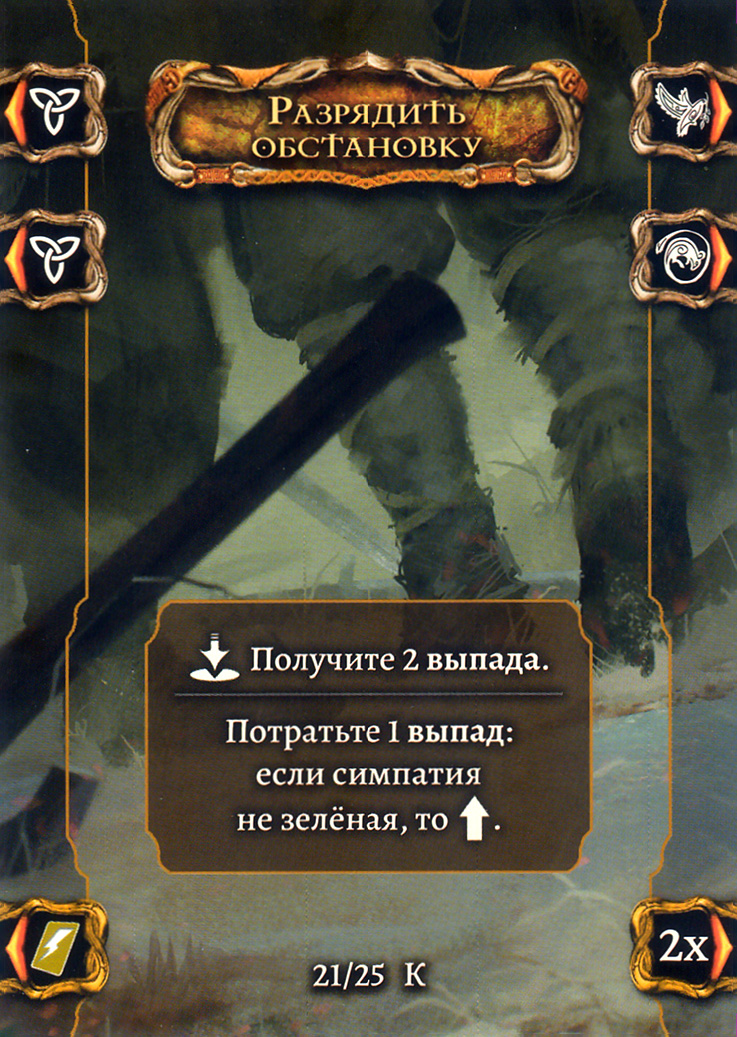 Разрядить
обстановку
Получите 2 выпада.
Потратьте 1 выпад:
если симпатия
не зелёная, то .
2x
21/25 К